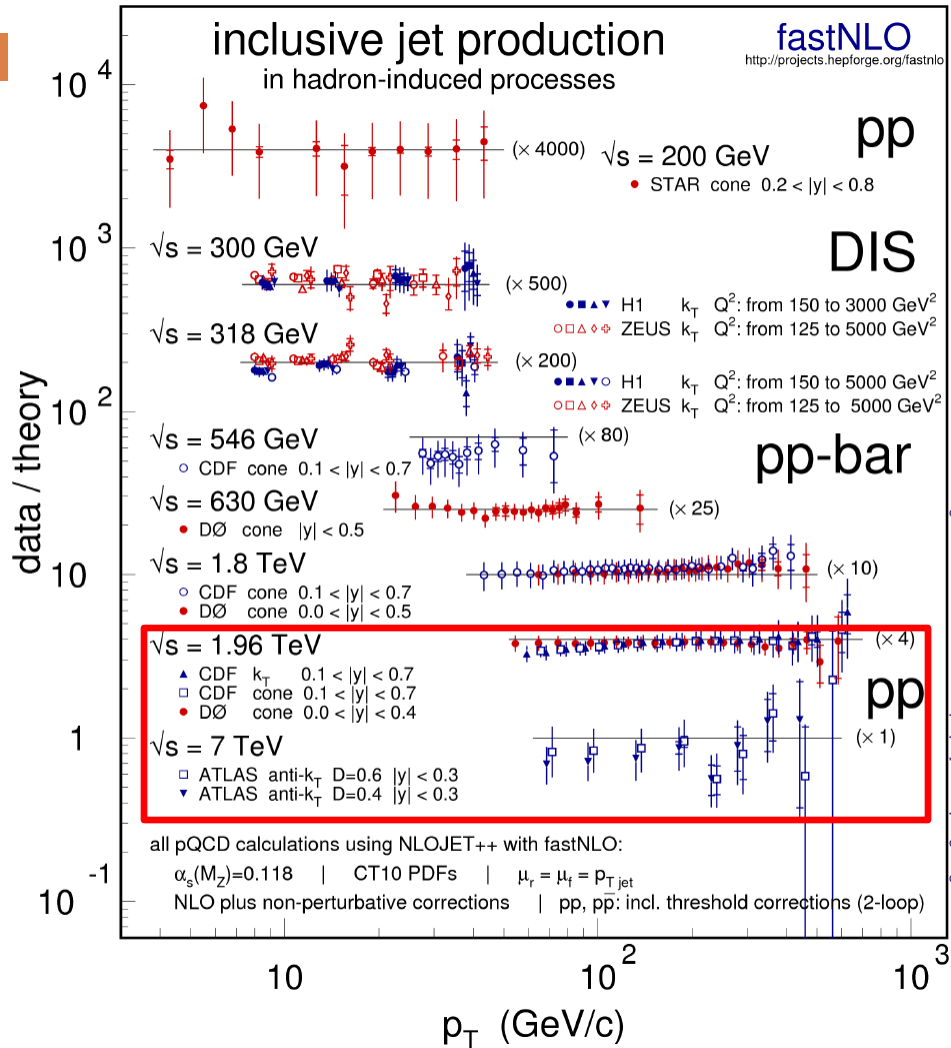 inclusive jet production
in hadron-induced processes
fastNLO
http://projects.hepforge.org/fastnlo
10⁴
pp
(× 4000)
√s = 200 GeV
STAR cone 0.2 < |y| < 0.8
10³
√s = 300 GeV
DIS
(× 500)
H1 k_T Q²: from 150 to 3000 GeV²
ZEUS k_T Q²: from 125 to 5000 GeV²
√s = 318 GeV
(× 200)
H1 k_T Q²: from 150 to 5000 GeV²
ZEUS k_T Q²: from 125 to 5000 GeV²
10²
data / theory
√s = 546 GeV
(× 80)
CDF cone 0.1 < |y| < 0.7
pp-bar
√s = 630 GeV
(× 25)
DØ cone |y| < 0.5
√s = 1.8 TeV
10
(× 10)
CDF cone 0.1 < |y| < 0.7
DØ cone 0.0 < |y| < 0.5
√s = 1.96 TeV
(× 4)
CDF k_T 0.1 < |y| < 0.7
CDF cone 0.1 < |y| < 0.7
DØ cone 0.0 < |y| < 0.4
pp
1
√s = 7 TeV
(× 1)
ATLAS anti-k_T D=0.6 |y| < 0.3
ATLAS anti-k_T D=0.4 |y| < 0.3
all pQCD calculations using NLOJET++ with fastNLO:
α_s(M_Z)=0.118 | CT10 PDFs | μ_r = μ_f = p_T jet
NLO plus non-perturbative corrections | pp, pp̅: incl. threshold corrections (2-loop)
10⁻¹
10
10²
10³
p_T (GeV/c)